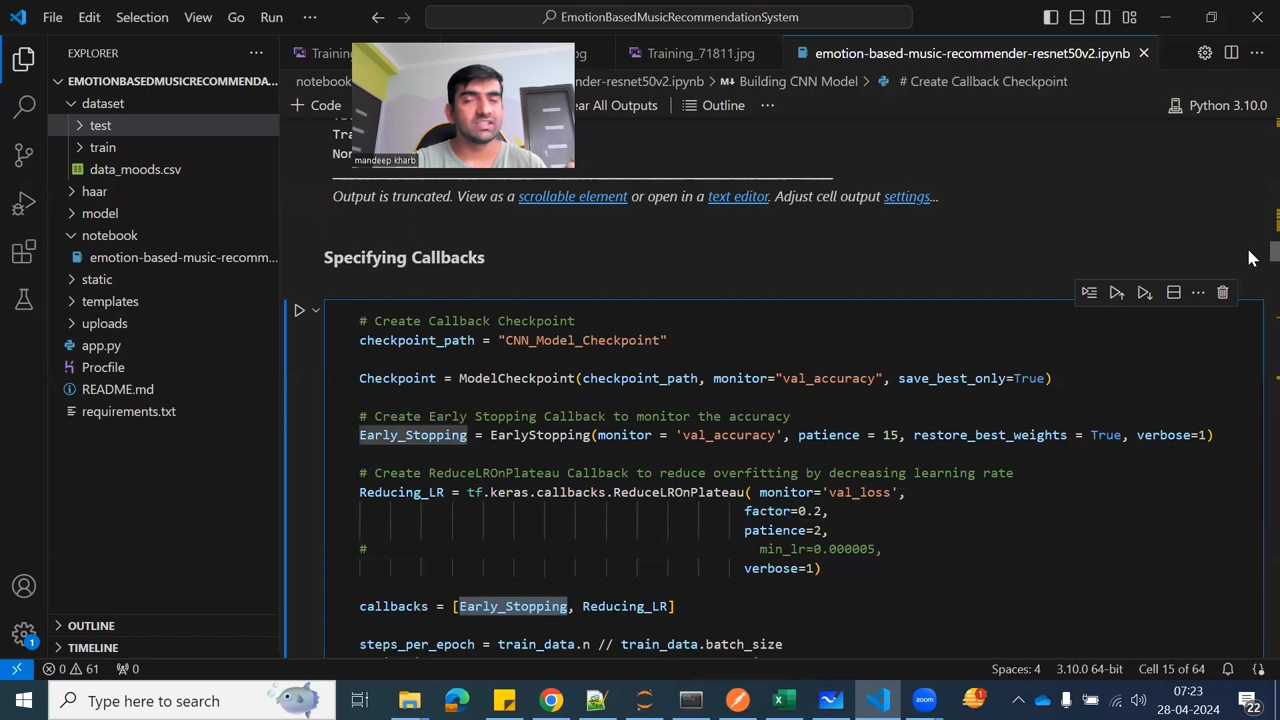 File Edit Selection View Go Run EmotionBasedMusicRecommendationSystem
EXPLORER
Training_71811.jpg emotion-based-music-recommender-resnet50v2.ipynb
EMOTIONBASEDMUSICRECOMMENDA...
dataset
test
train
data_moods.csv
haar
model
notebook
emotion-based-music-recomm...
static
templates
uploads
app.py
Procfile
README.md
requirements.txt
OUTLINE
TIMELINE
Building CNN Model # Create Callback Checkpoint
Code Outline Python 3.10.0
mandeep kharb
Output is truncated. View as a scrollable element or open in a text editor. Adjust cell output settings...
Specifying Callbacks
# Create Callback Checkpoint
checkpoint_path = "CNN_Model_Checkpoint"
Checkpoint = ModelCheckpoint(checkpoint_path, monitor="val_accuracy", save_best_only=True)
# Create Early Stopping Callback to monitor the accuracy
Early_Stopping = EarlyStopping(monitor = 'val_accuracy', patience = 15, restore_best_weights = True, verbose=1)
# Create ReduceLROnPlateau Callback to reduce overfitting by decreasing learning rate
Reducing_LR = tf.keras.callbacks.ReduceLROnPlateau( monitor='val_loss',
factor=0.2,
patience=2,
# min_lr=0.000005,
verbose=1)
callbacks = [Early_Stopping, Reducing_LR]
steps_per_epoch = train_data.n // train_data.batch_size
0 61 0 Spaces: 4 3.10.0 64-bit Cell 15 of 64
Type here to search
07:23
28-04-2024
22